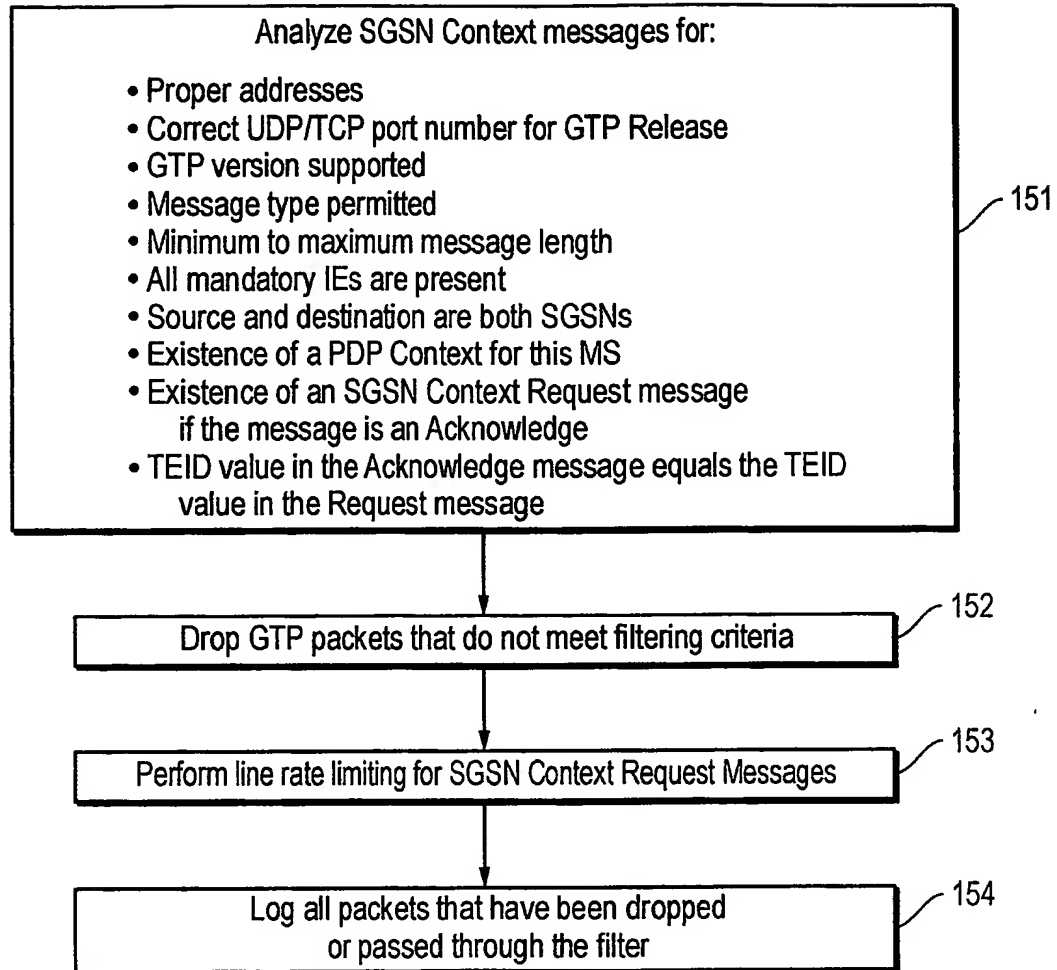 Analyze SGSN Context messages for:
• Proper addresses
• Correct UDP/TCP port number for GTP Release
• GTP version supported
• Message type permitted
• Minimum to maximum message length
• All mandatory IEs are present
• Source and destination are both SGSNs
• Existence of a PDP Context for this MS
• Existence of an SGSN Context Request message
if the message is an Acknowledge
• TEID value in the Acknowledge message equals the TEID
value in the Request message
151
Drop GTP packets that do not meet filtering criteria
152
Perform line rate limiting for SGSN Context Request Messages
153
Log all packets that have been dropped
or passed through the filter
154